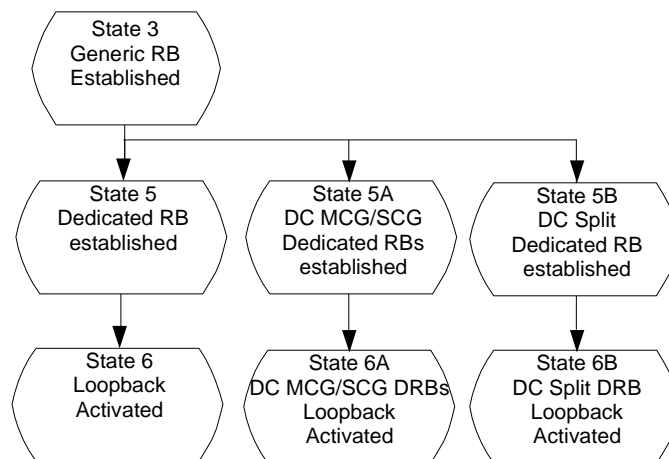 State 3
Generic RB
Established
State 5
Dedicated RB
established
State 5A
DC MCG/SCG
Dedicated RBs
established
State 5B
DC Split
Dedicated RB
established
State 6
Loopback
Activated
State 6A
DC MCG/SCG DRBs
Loopback
Activated
State 6B
DC Split DRB
Loopback
Activated